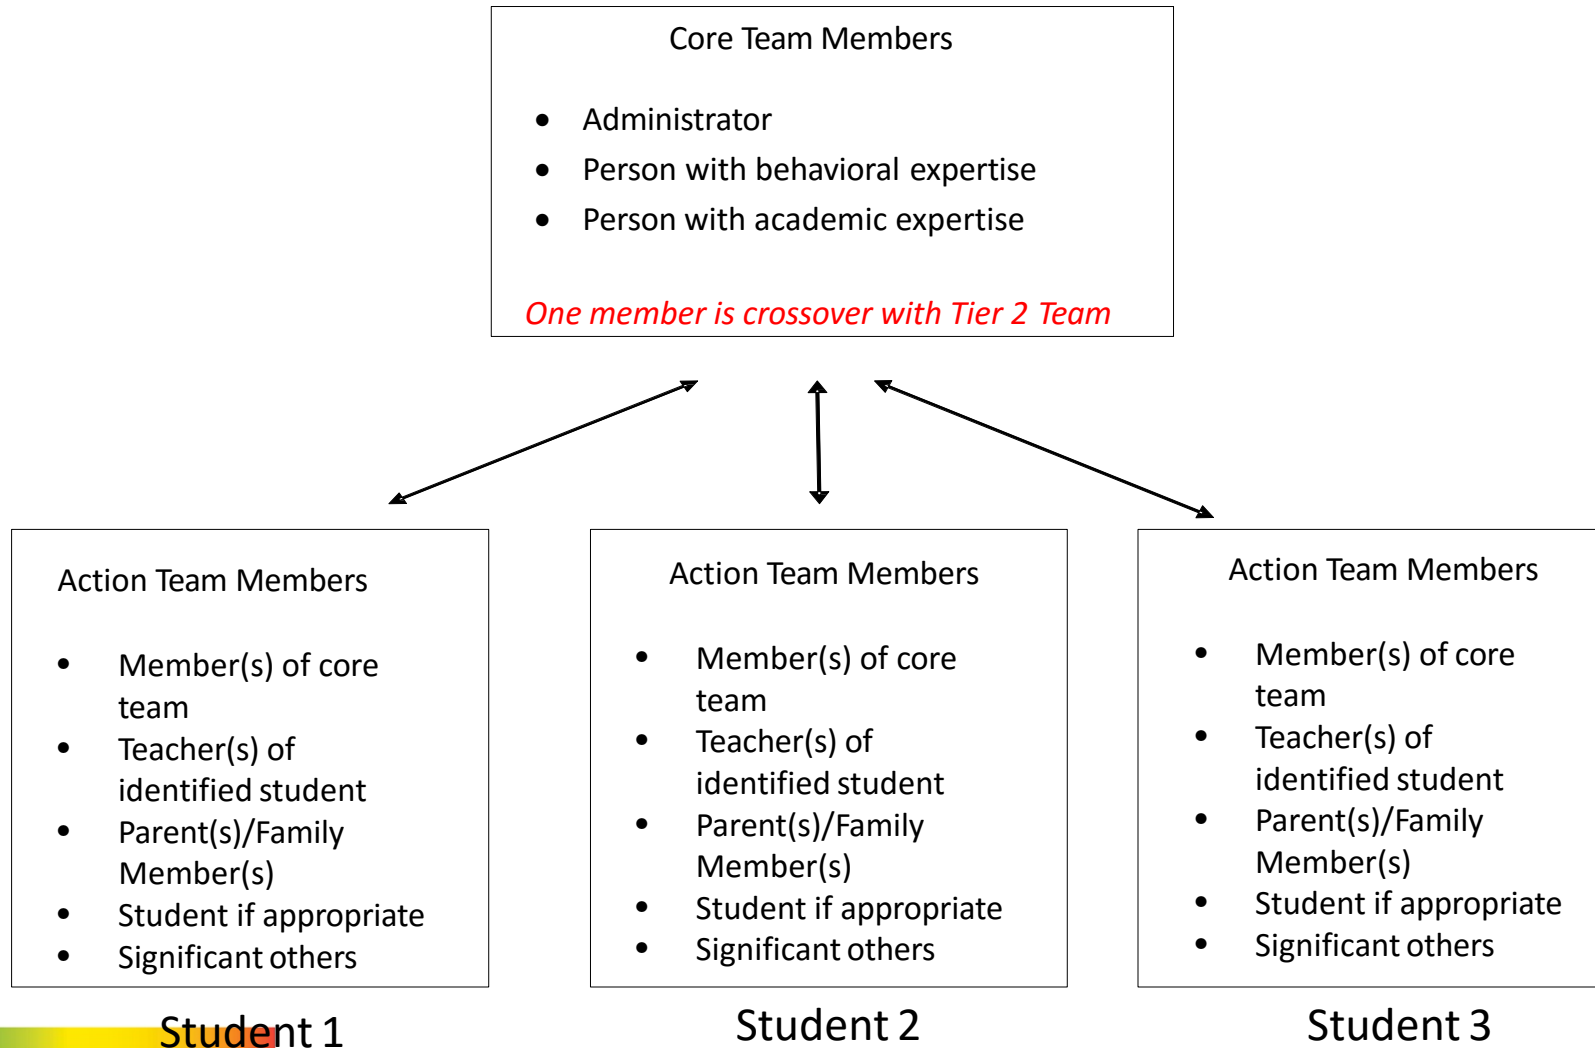 Core Team Members
• Administrator
• Person with behavioral expertise
• Person with academic expertise
One member is crossover with Tier 2 Team
Action Team Members
• Member(s) of core
team
• Teacher(s) of
identified student
• Parent(s)/Family
Member(s)
• Student if appropriate
• Significant others
Student 1
Action Team Members
• Member(s) of core
team
• Teacher(s) of
identified student
• Parent(s)/Family
Member(s)
• Student if appropriate
• Significant others
Student 2
Action Team Members
• Member(s) of core
team
• Teacher(s) of
identified student
• Parent(s)/Family
Member(s)
• Student if appropriate
• Significant others
Student 3